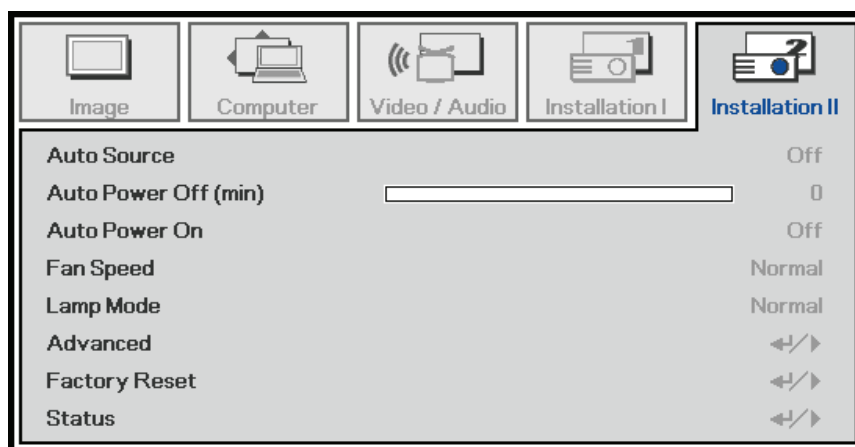 Image Computer Video / Audio Installation I Installation II
Auto Source Off
Auto Power Off (min) 0
Auto Power On Off
Fan Speed Normal
Lamp Mode Normal
Advanced
Factory Reset
Status